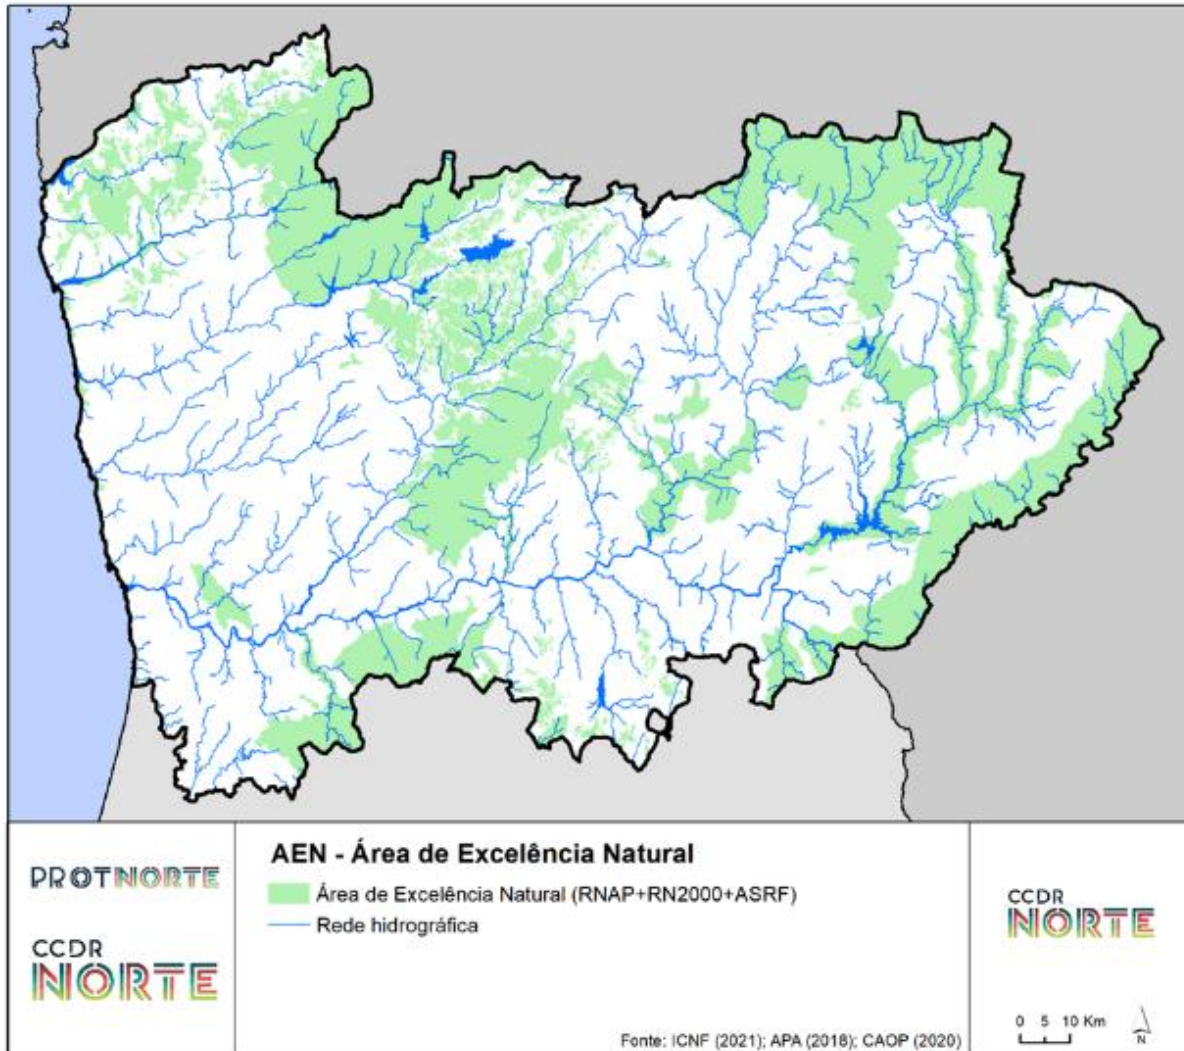 PROTNORTE
CCDR
NORTE
AEN - Área de Excelência Natural
Área de Excelência Natural (RNAP+RN2000+ASRF)
Rede hidrográfica
Fonte: ICNF (2021); APA (2018); CAOP (2020)
CCDR
NORTE
0 5 10 Km
N